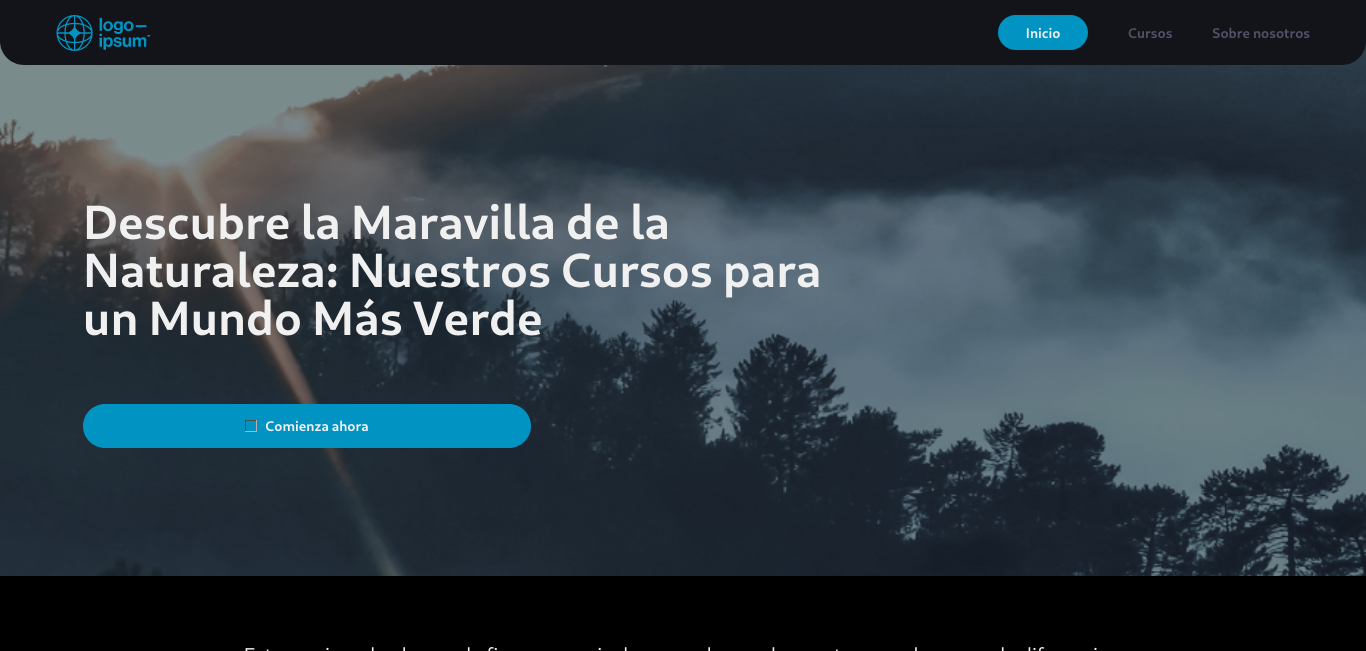 logo-
ipsum
Inicio
Cursos
Sobre nosotros
Descubre la Maravilla de la
Naturaleza: Nuestros Cursos para
un Mundo Más Verde
Comienza ahora